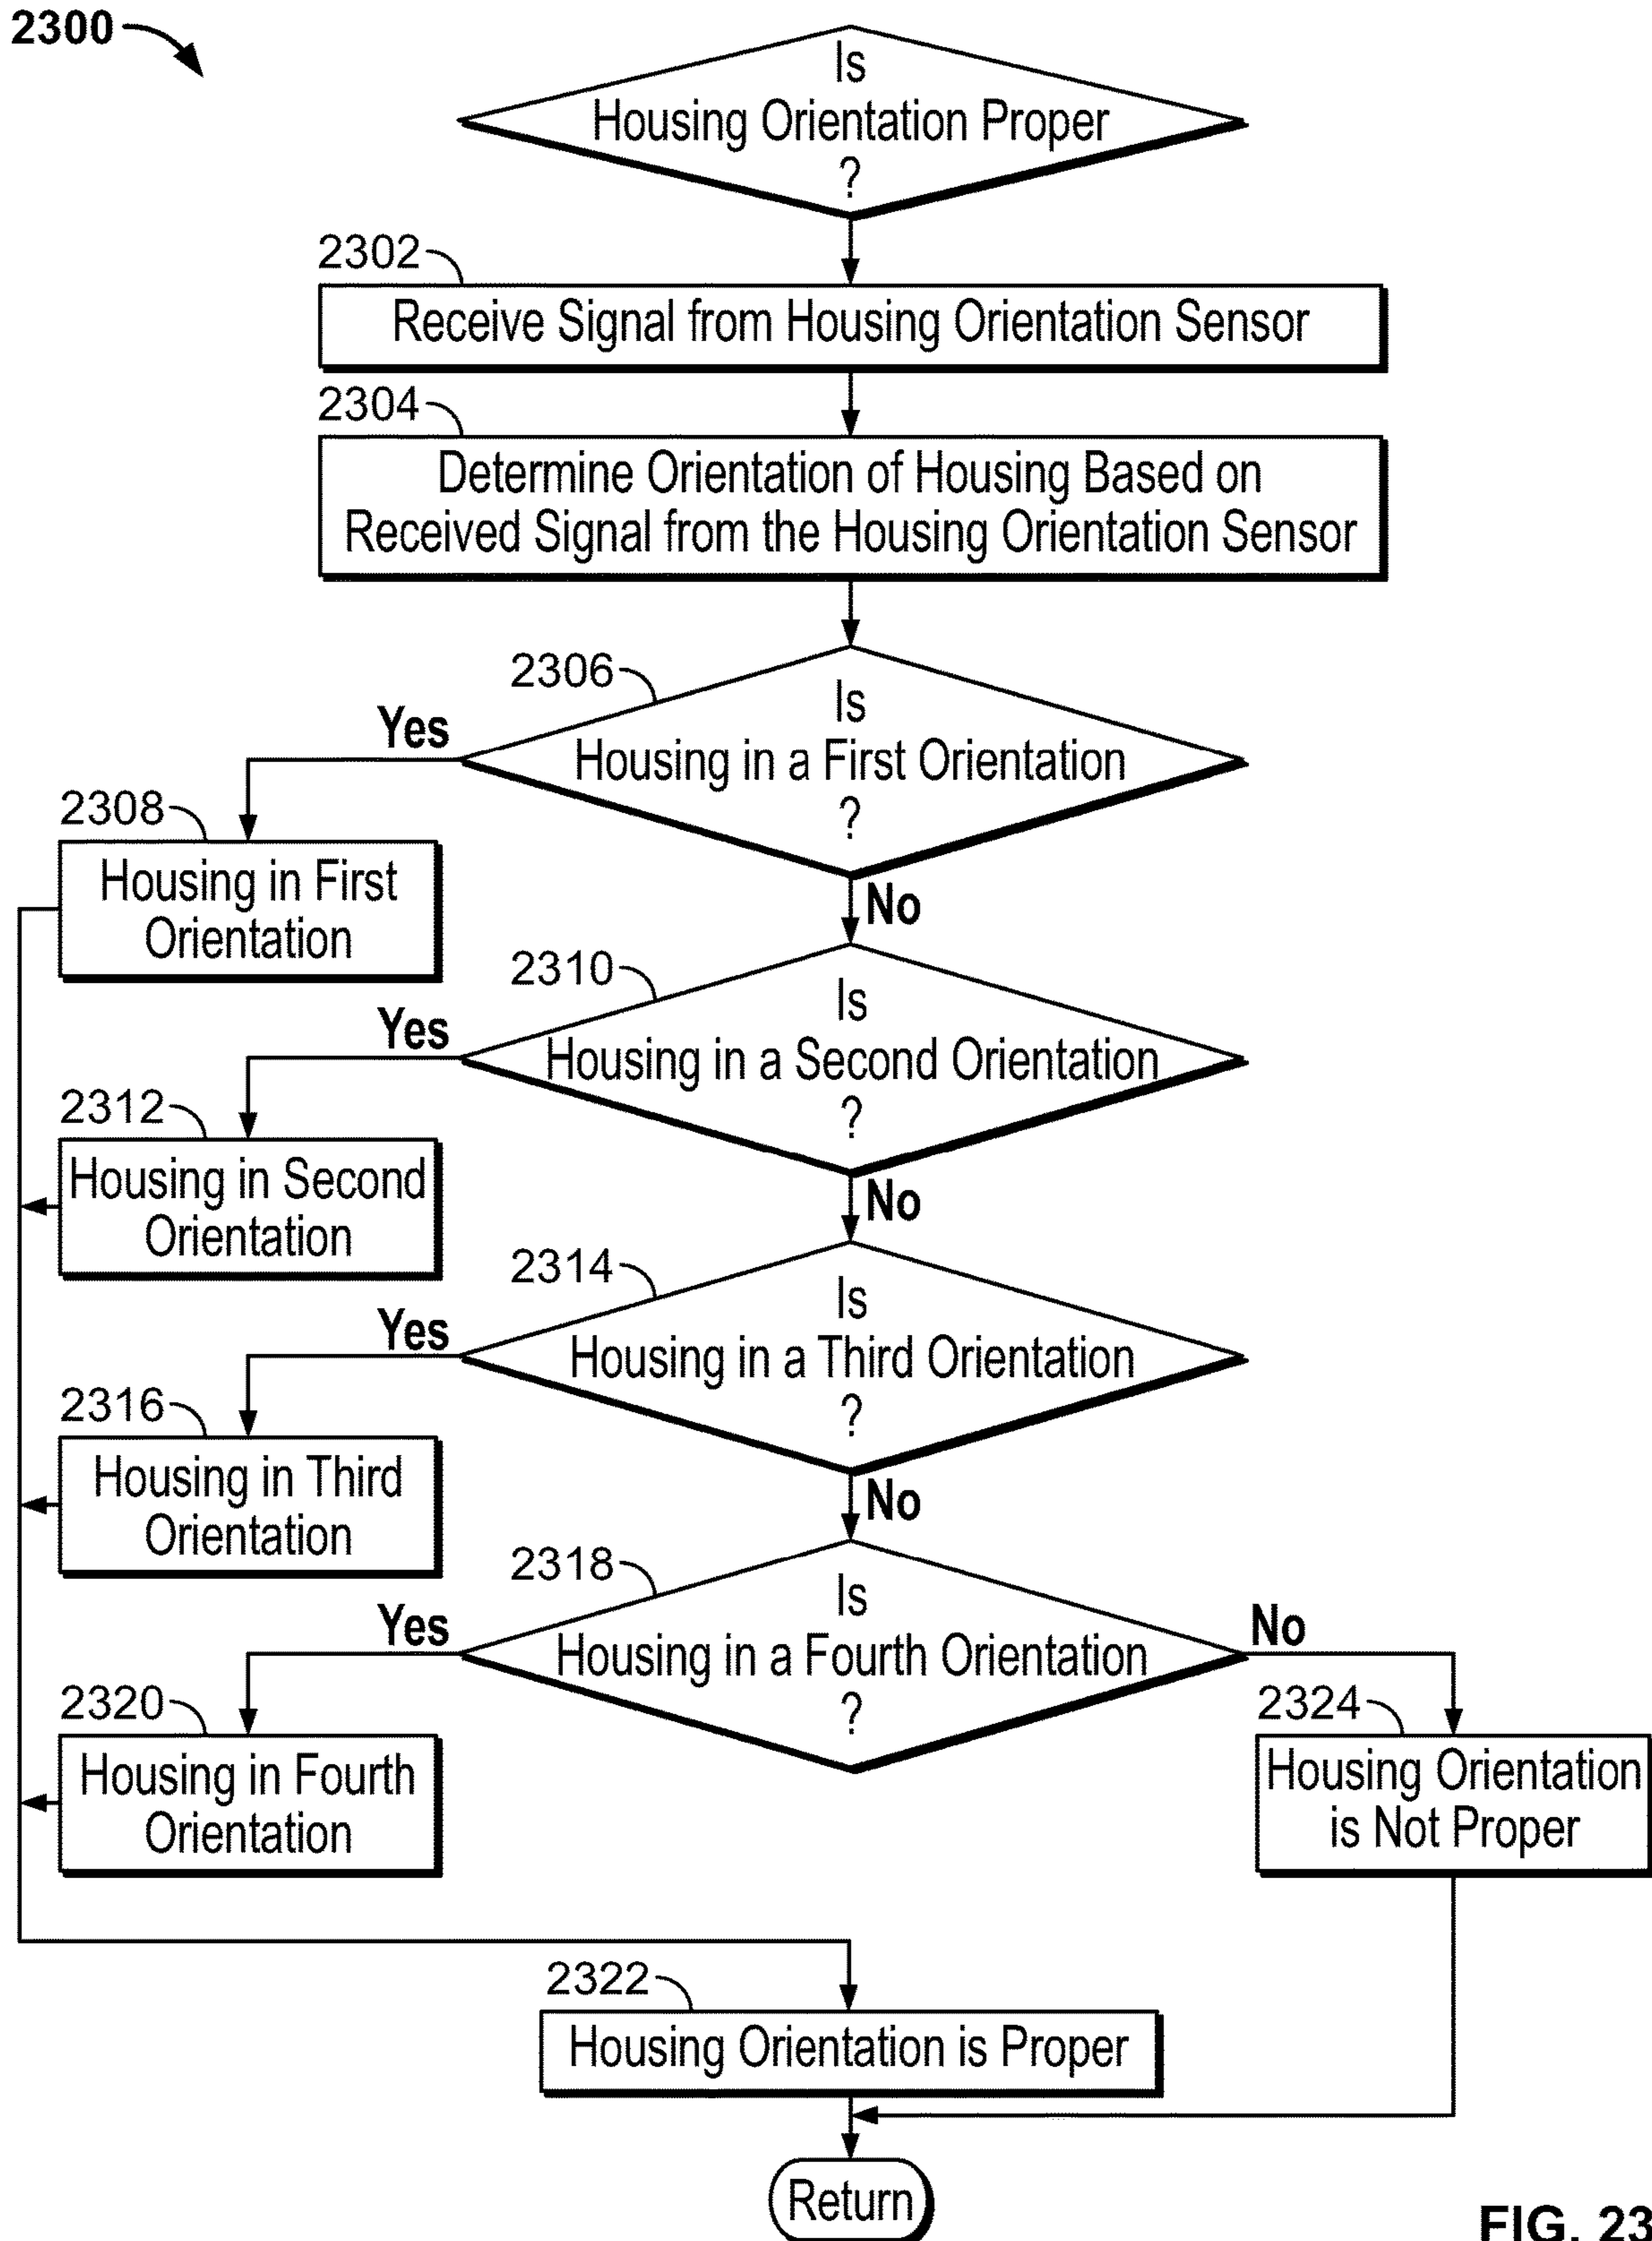 2300
Is
Housing Orientation Proper
?
2302
Receive Signal from Housing Orientation Sensor
2304
Determine Orientation of Housing Based on
Received Signal from the Housing Orientation Sensor
2306
Is
Housing in a First Orientation
?
Yes
No
2308
Housing in First
Orientation
2310
Is
Housing in a Second Orientation
?
Yes
No
2312
Housing in Second
Orientation
2314
Is
Housing in a Third Orientation
?
Yes
No
2316
Housing in Third
Orientation
2318
Is
Housing in a Fourth Orientation
?
Yes
No
2320
Housing in Fourth
Orientation
2324
Housing Orientation
is Not Proper
2322
Housing Orientation is Proper
Return
FIG. 23